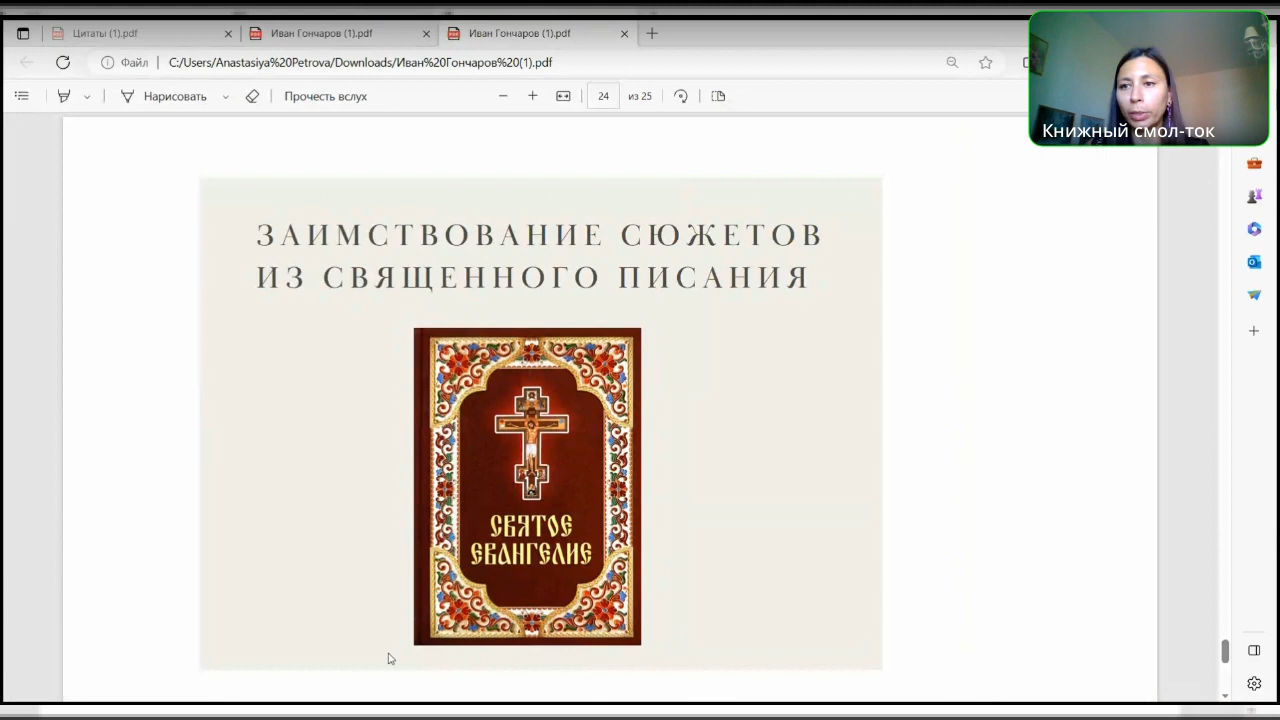 Цитаты (1).pdf
Иван Гончаров (1).pdf
Иван Гончаров (1).pdf
Файл
C:/Users/Anastasiya%20Petrova/Downloads/Иван%20Гончаров%20(1).pdf
Нарисовать
Прочесть вслух
24
из 25
Книжный смол-ток
ЗАИМСТВОВАНИЕ СЮЖЕТОВ
ИЗ СВЯЩЕННОГО ПИСАНИЯ
СВЯТОЕ
ЕВАНГЕЛИЕ